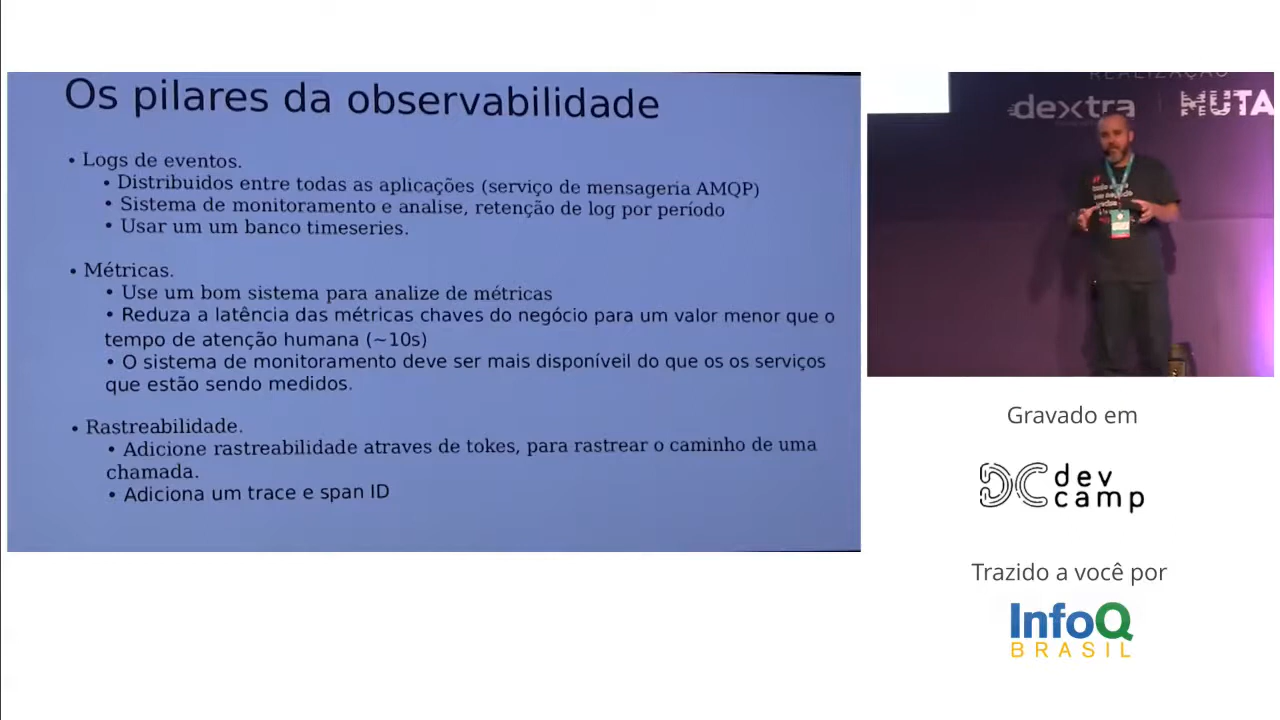 Os pilares da observabilidade
• Logs de eventos.
• Distribuidos entre todas as aplicações (serviço de mensageria AMQP)
• Sistema de monitoramento e analise, retenção de log por período
• Usar um um banco timeseries.
• Métricas.
• Use um bom sistema para analize de métricas
• Reduza a latência das métricas chaves do negócio para um valor menor que o
tempo de atenção humana (~10s)
• O sistema de monitoramento deve ser mais disponíveil do que os os serviços
que estão sendo medidos.
• Rastreabilidade.
• Adicione rastreabilidade atraves de tokes, para rastrear o caminho de uma
chamada.
• Adiciona um trace e span ID
REALIZAÇÃO
dextra
MUTA
Gravado em
dev
camp
Trazido a você por
InfoQ
BRASIL